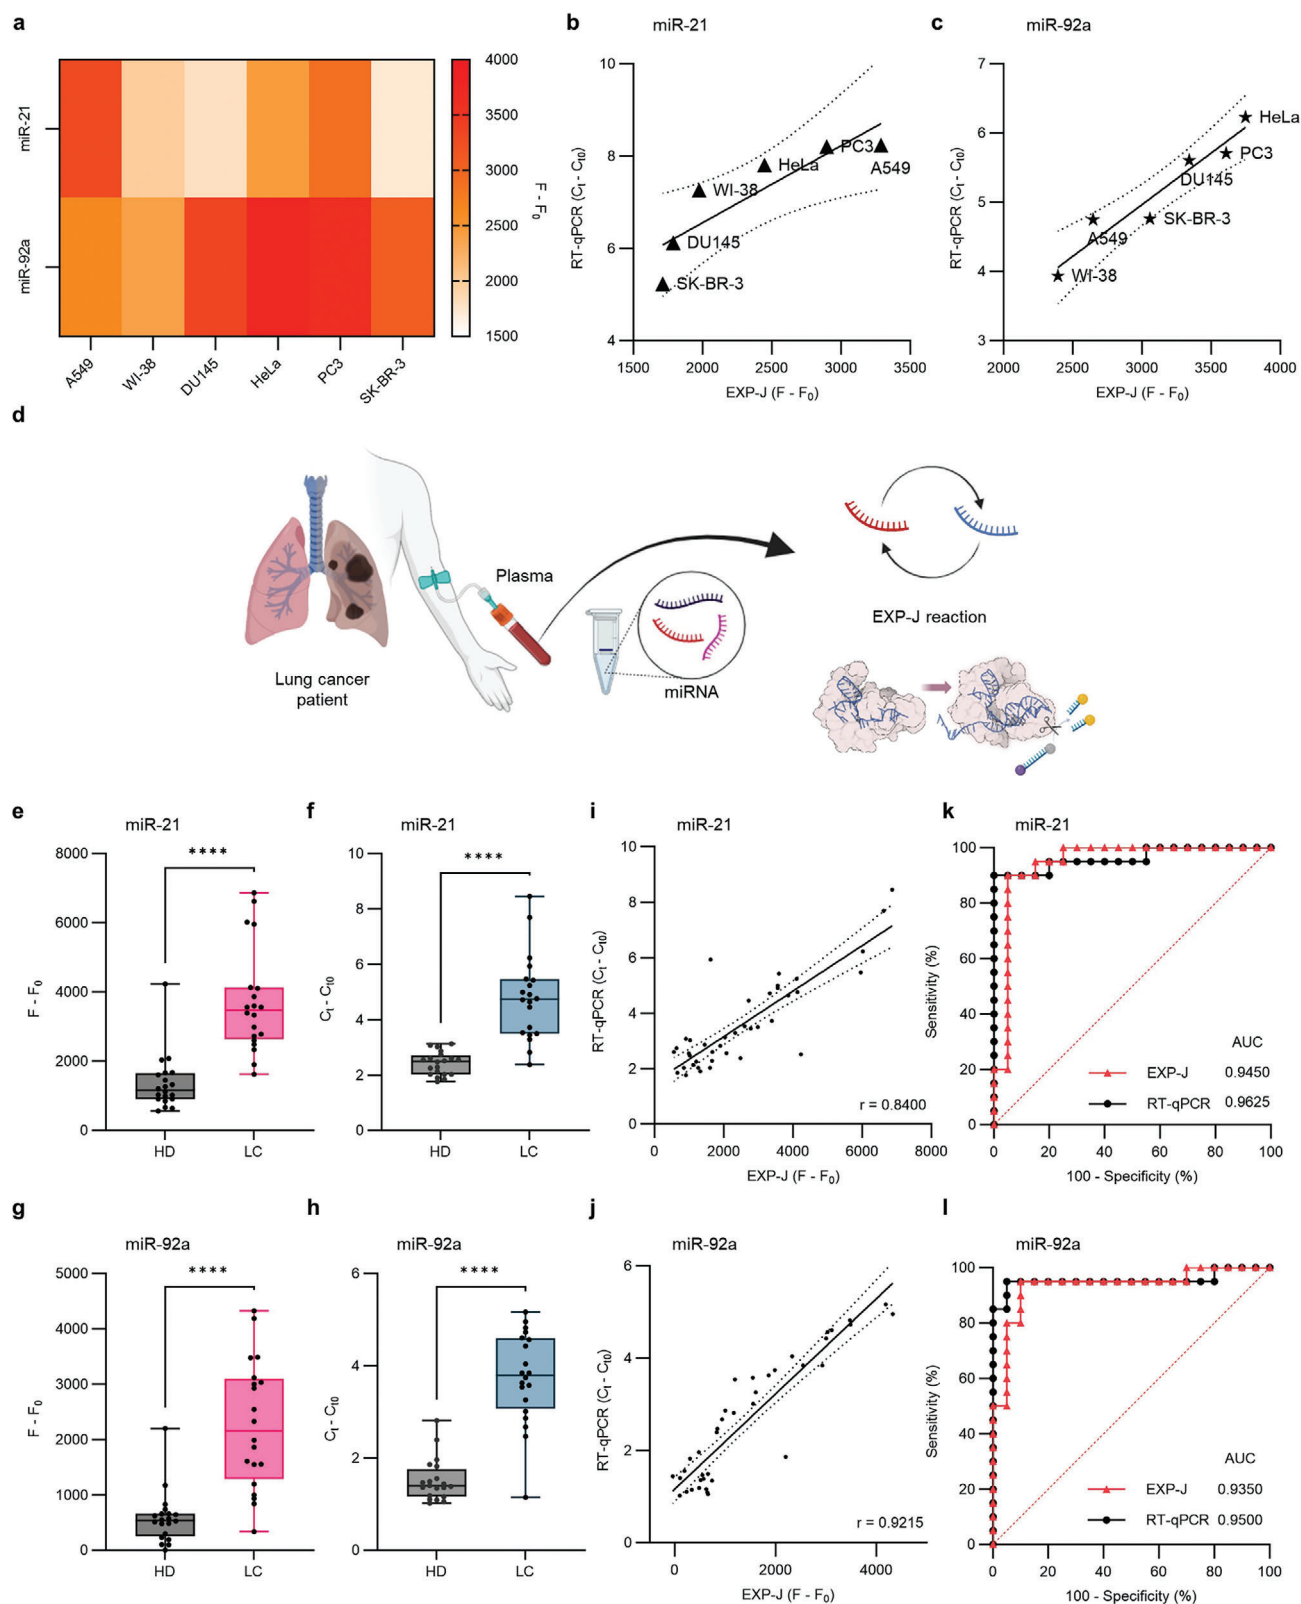 a
miR-21
miR-92a
4000
3500
3000
2500
2000
1500
F - F₀
A549
WI-38
DU145
HeLa
PC3
SK-BR-3
b
miR-21
RT-qPCR (Cₜ - Cₜ₀)
10
8
6
4
PC3
HeLa
A549
WI-38
DU145
SK-BR-3
1500
2000
2500
3000
3500
EXP-J (F - F₀)
c
miR-92a
RT-qPCR (Cₜ - Cₜ₀)
7
6
5
4
3
HeLa
PC3
DU145
SK-BR-3
A549
WI-38
2000
2500
3000
3500
4000
EXP-J (F - F₀)
d
Plasma
Lung cancer
patient
miRNA
EXP-J reaction
e
miR-21
****
F - F₀
8000
6000
4000
2000
0
HD
LC
f
miR-21
****
Cₜ - Cₜ₀
10
8
6
4
2
0
HD
LC
i
miR-21
RT-qPCR (Cₜ - Cₜ₀)
10
8
6
4
2
0
r = 0.8400
0
2000
4000
6000
8000
EXP-J (F - F₀)
k
miR-21
Sensitivity (%)
100
80
60
40
20
0
AUC
EXP-J 0.9450
RT-qPCR 0.9625
0
20
40
60
80
100
100 - Specificity (%)
g
miR-92a
****
F - F₀
5000
4000
3000
2000
1000
0
HD
LC
h
miR-92a
****
Cₜ - Cₜ₀
6
4
2
0
HD
LC
j
miR-92a
RT-qPCR (Cₜ - Cₜ₀)
6
4
2
0
r = 0.9215
0
2000
4000
EXP-J (F - F₀)
l
miR-92a
Sensitivity (%)
100
80
60
40
20
0
AUC
EXP-J 0.9350
RT-qPCR 0.9500
0
20
40
60
80
100
100 - Specificity (%)